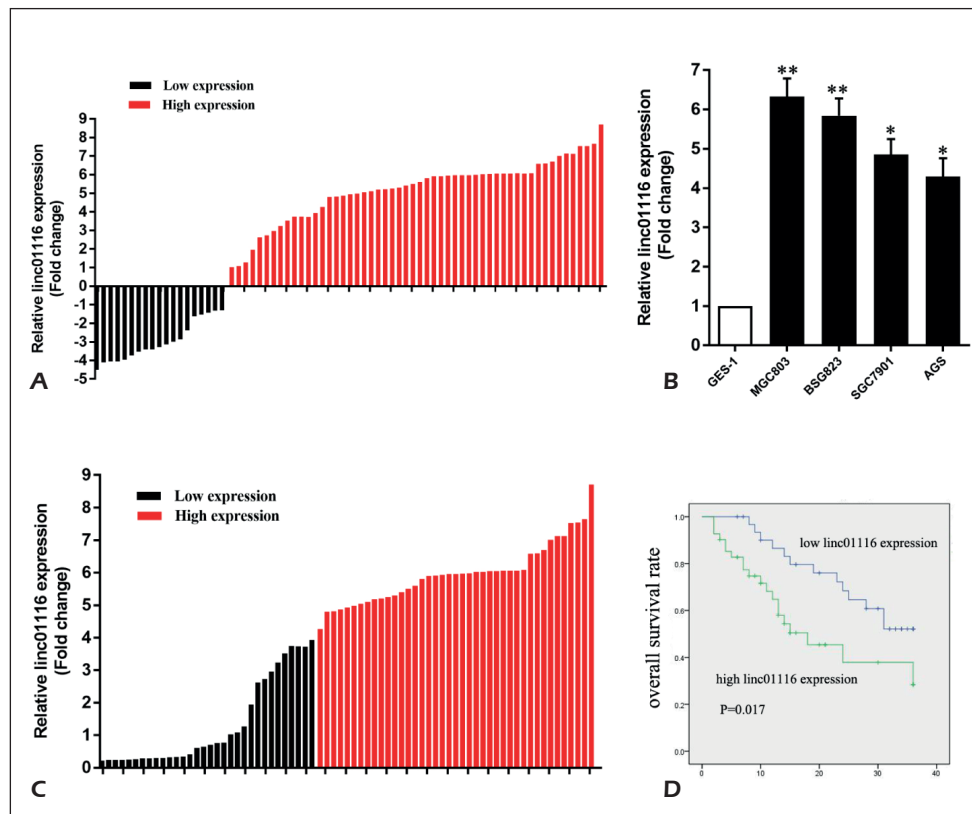 Low expression
High expression
Relative linc01116 expression
(Fold change)
9
8
7
6
5
4
3
2
1
0
-1
-2
-3
-4
-5
A
Relative linc01116 expression
(Fold change)
7
6
5
4
3
2
1
0
**
**
*
*
GES-1
MGC803
BSG823
SGC7901
AGS
B
Low expression
High expression
Relative linc01116 expression
(Fold change)
9
8
7
6
5
4
3
2
1
0
C
overall survival rate
1.0
0.8
0.6
0.4
0.2
0.0
low linc01116 expression
high linc01116 expression
P=0.017
0
10
20
30
40
D